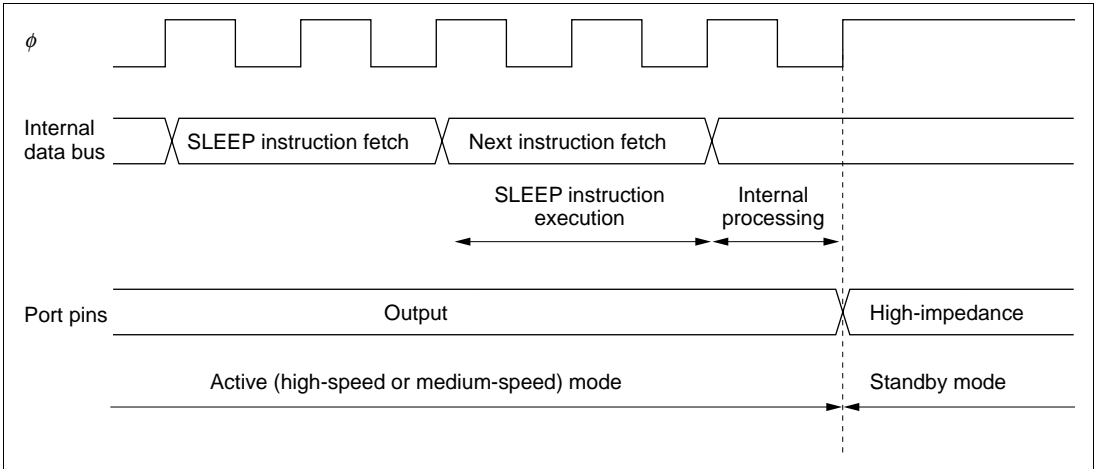 ϕ
Internal
data bus
SLEEP instruction fetch
Next instruction fetch
SLEEP instruction
execution
Internal
processing
Port pins
Output
High-impedance
Active (high-speed or medium-speed) mode
Standby mode